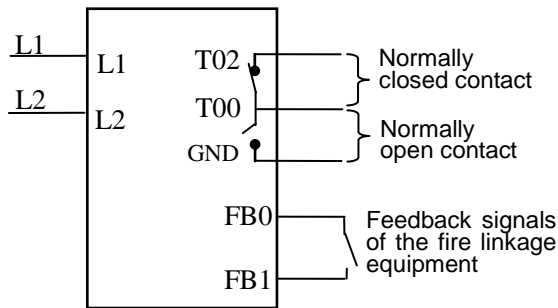 L1
L1
L2
L2
T02
Normally
closed contact
T00
Normally
open contact
GND
FB0
Feedback signals
of the fire linkage
equipment
FB1